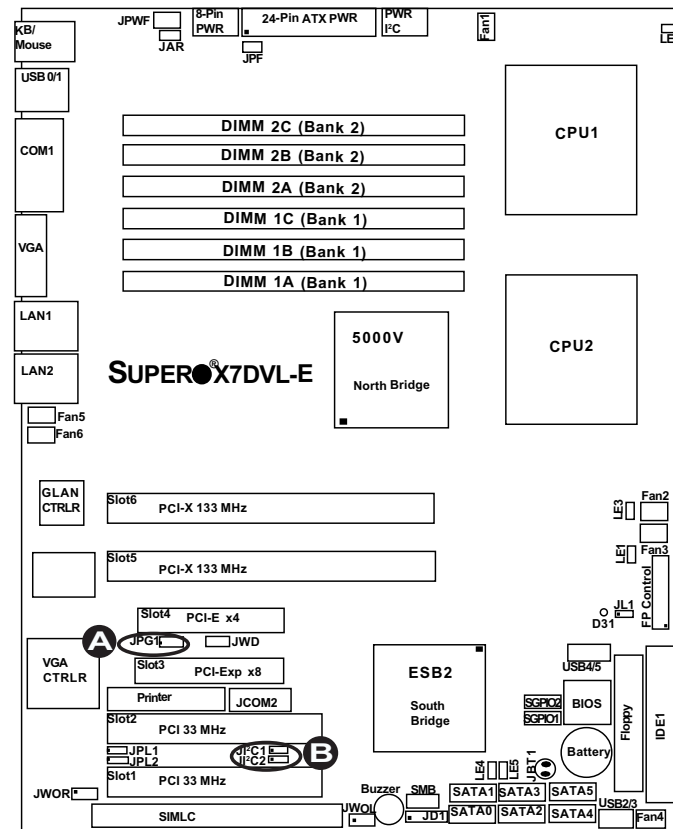 KB/
Mouse
JPWF
8-Pin
PWR
24-Pin ATX PWR
PWR
I²C
Fan1
LE
JAR
JPF
USB 0/1
COM1
VGA
LAN1
LAN2
Fan5
Fan6
DIMM 2C (Bank 2)
DIMM 2B (Bank 2)
DIMM 2A (Bank 2)
DIMM 1C (Bank 1)
DIMM 1B (Bank 1)
DIMM 1A (Bank 1)
CPU1
CPU2
5000V
North Bridge
SUPER®X7DVL-E
GLAN
CTRLR
Slot6
PCI-X 133 MHz
Slot5
PCI-X 133 MHz
Fan2
LE3
LE1
Fan3
FP Control
JL1
D31
Slot4 PCI-E x4
A
JPG1
JWD
VGA
CTRLR
Slot3
PCI-Exp x8
Printer
JCOM2
Slot2
PCI 33 MHz
JPL1
JPL2
JI²C1
JI²C2
B
Slot1
PCI 33 MHz
JWOR
SIMLC
ESB2
South
Bridge
USB4/5
SGPIO2
SGPIO1
BIOS
Floppy
IDE1
Battery
JBT1
LE4
LE5
Buzzer
JWOL
SMB
JD1
SATA1
SATA3
SATA5
SATA0
SATA2
SATA4
USB2/3
Fan4